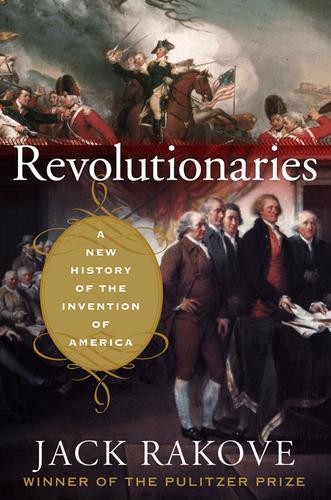 Revolutionaries
A
NEW
HISTORY
OF THE
INVENTION
OF
AMERICA
JACK RAKOVE
WINNER OF THE PULITZER PRIZE